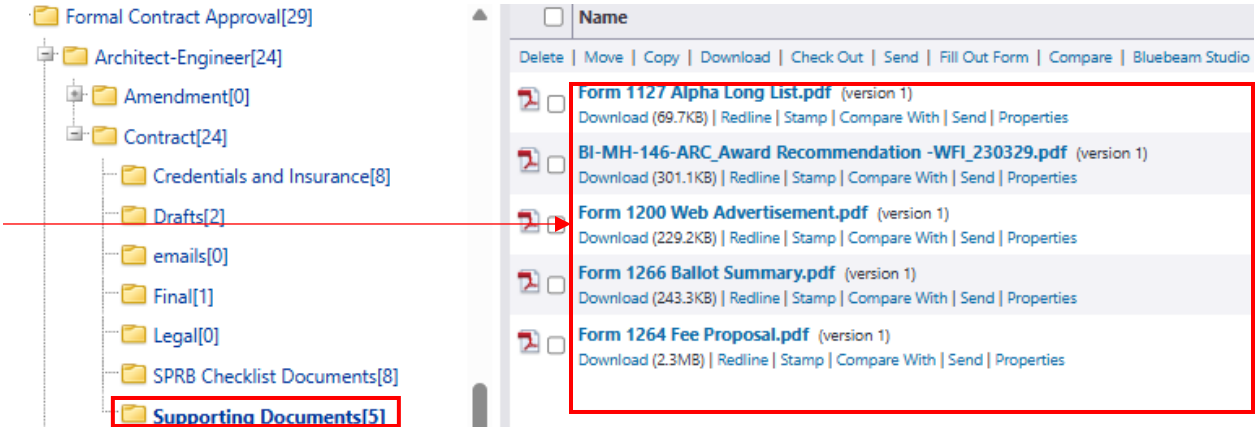 Formal Contract Approval[29]
Architect-Engineer[24]
Amendment[0]
Contract[24]
Credentials and Insurance[8]
Drafts[2]
emails[0]
Final[1]
Legal[0]
SPRB Checklist Documents[8]
Supporting Documents[5]
Name
Delete | Move | Copy | Download | Check Out | Send | Fill Out Form | Compare | Bluebeam Studio
Form 1127 Alpha Long List.pdf (version 1)
Download (69.7KB) | Redline | Stamp | Compare With | Send | Properties
BI-MH-146-ARC_Award Recommendation -WFI_230329.pdf (version 1)
Download (301.1KB) | Redline | Stamp | Compare With | Send | Properties
Form 1200 Web Advertisement.pdf (version 1)
Download (229.2KB) | Redline | Stamp | Compare With | Send | Properties
Form 1266 Ballot Summary.pdf (version 1)
Download (243.3KB) | Redline | Stamp | Compare With | Send | Properties
Form 1264 Fee Proposal.pdf (version 1)
Download (2.3MB) | Redline | Stamp | Compare With | Send | Properties